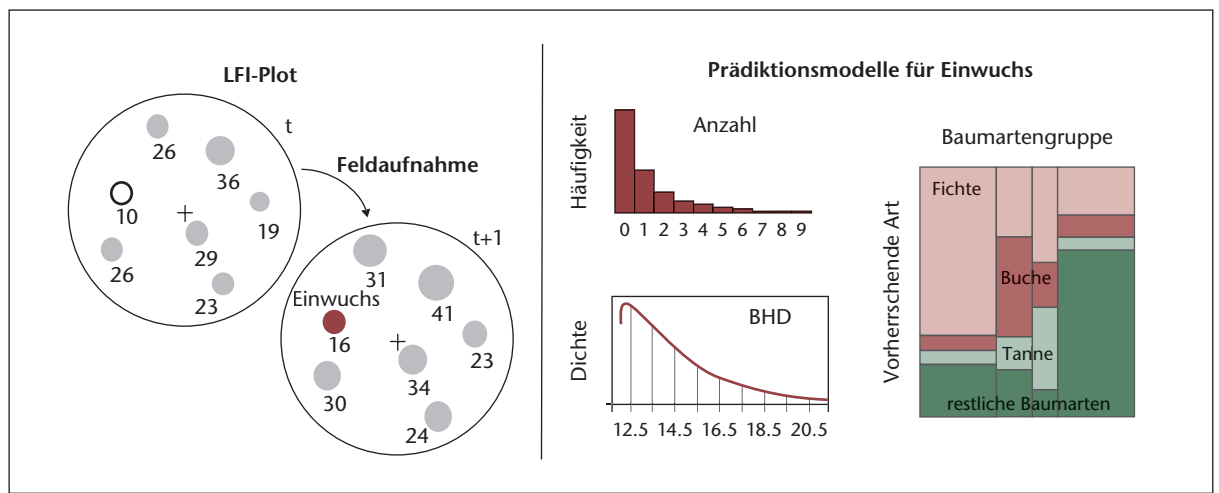 LFI-Plot
t
26
36
10
19
29
26
23
Feldaufnahme
t+1
31
41
Einwuchs
16
23
34
30
24
Prädiktionsmodelle für Einwuchs
Häufigkeit
Anzahl
0 1 2 3 4 5 6 7 8 9
Dichte
BHD
12.5 14.5 16.5 18.5 20.5
Baumartengruppe
Vorherrschende Art
Fichte
Buche
Tanne
restliche Baumarten